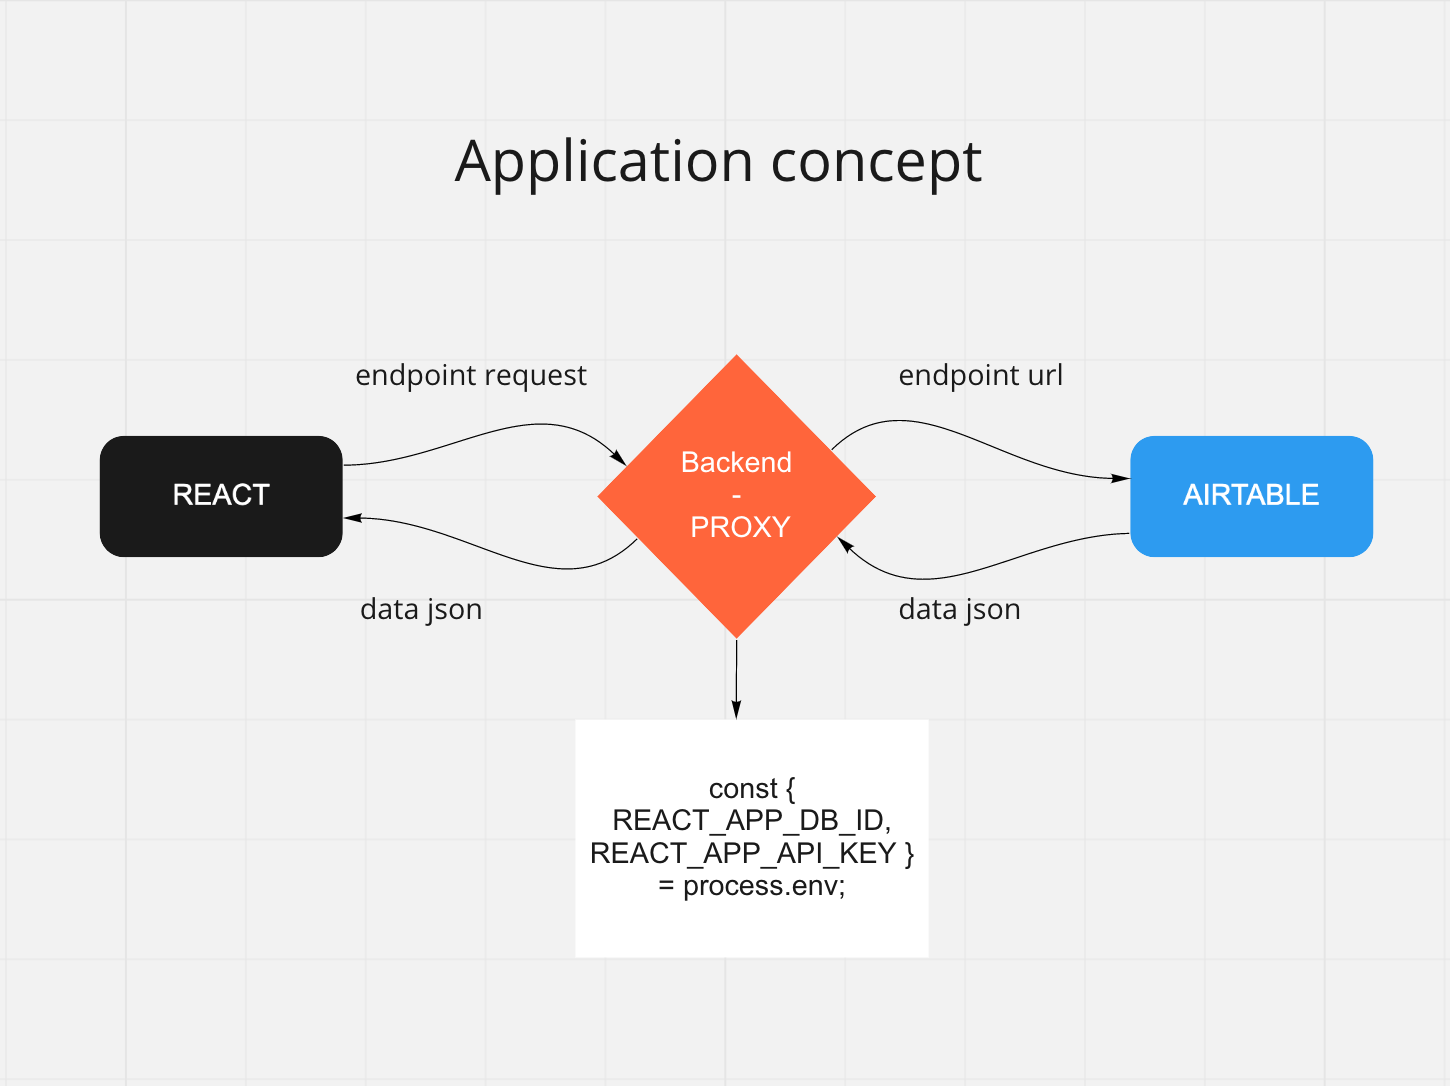 Application concept
endpoint request
endpoint url
REACT
Backend
-
PROXY
AIRTABLE
data json
data json
const {
REACT_APP_DB_ID,
REACT_APP_API_KEY }
= process.env;